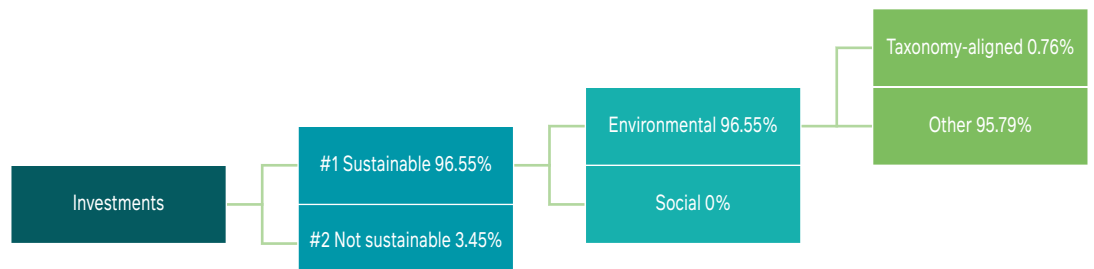 Investments
#1 Sustainable 96.55%
#2 Not sustainable 3.45%
Environmental 96.55%
Social 0%
Taxonomy-aligned 0.76%
Other 95.79%